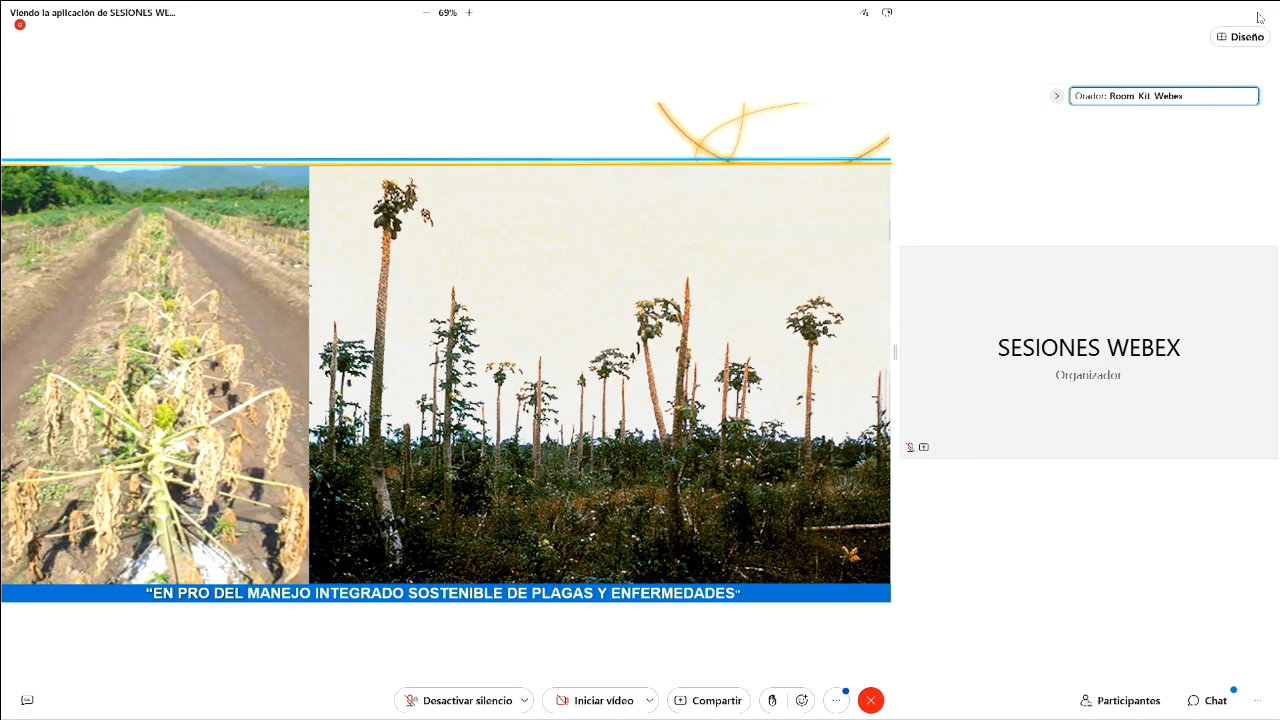 Viendo la aplicación de SESIONES WE...
69%
Diseño
Orador: Room Kit Webex
SESIONES WEBEX
Organizador
“EN PRO DEL MANEJO INTEGRADO SOSTENIBLE DE PLAGAS Y ENFERMEDADES”
Desactivar silencio
Iniciar vídeo
Compartir
Participantes
Chat